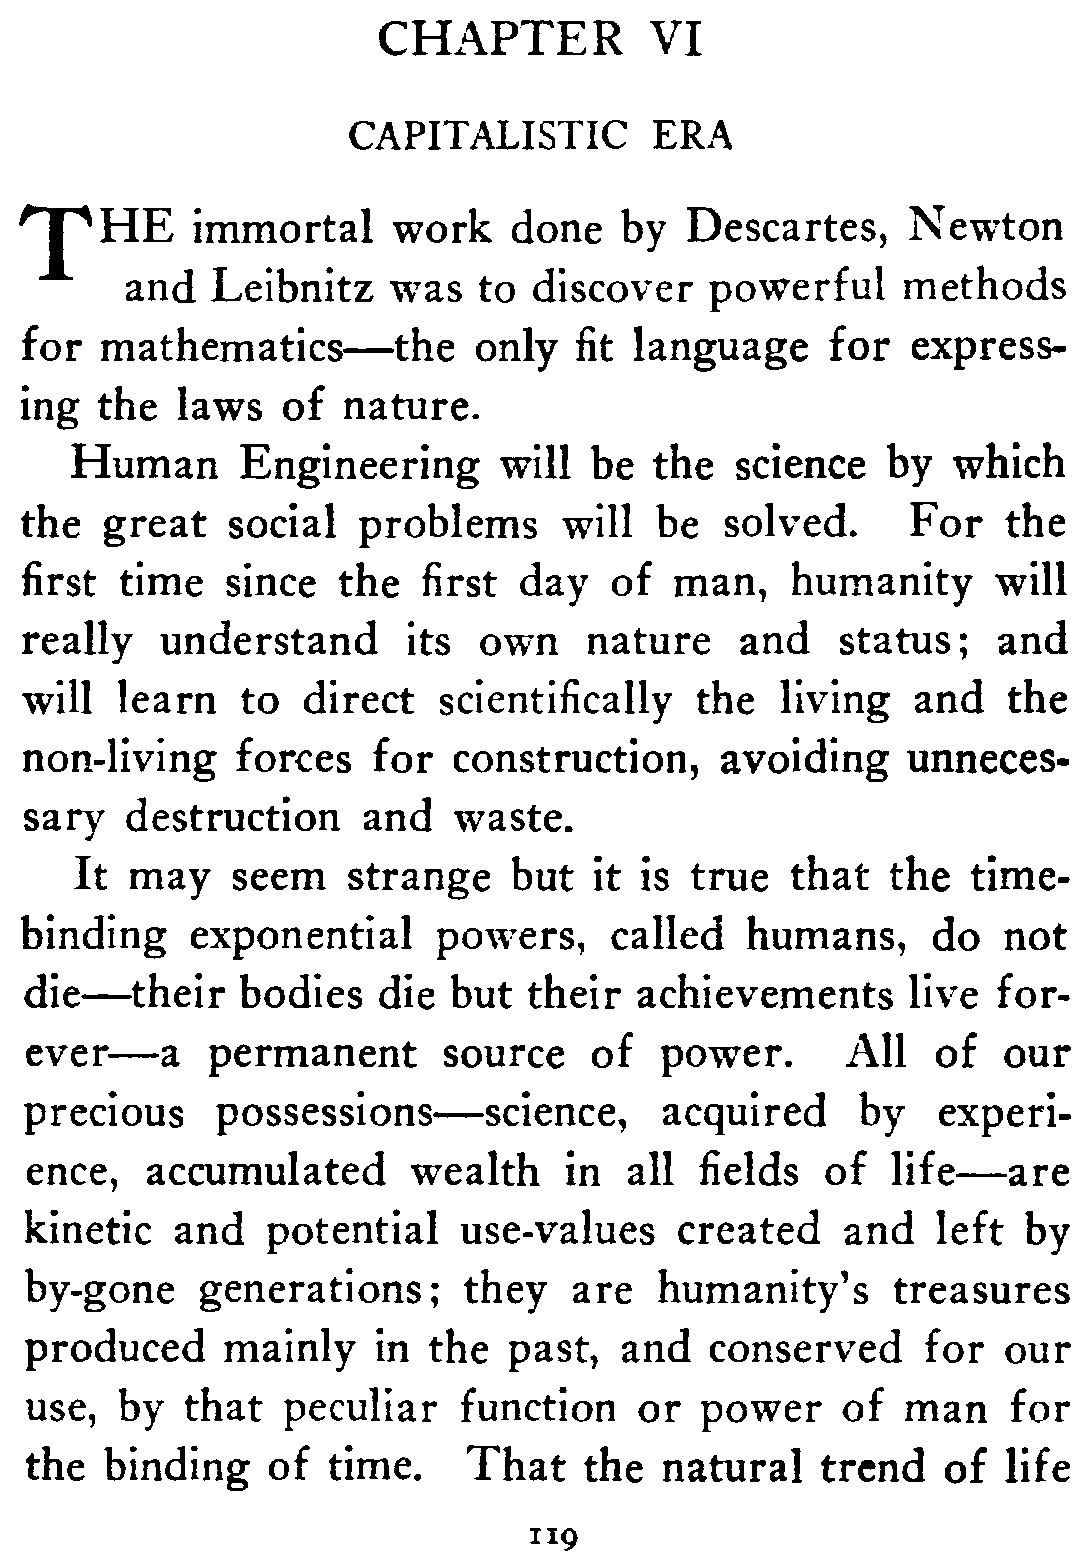 CHAPTER VI
CAPITALISTIC ERA
THE immortal work done by Descartes, Newton
and Leibnitz was to discover powerful methods
for mathematics—the only fit language for express-
ing the laws of nature.
Human Engineering will be the science by which
the great social problems will be solved. For the
first time since the first day of man, humanity will
really understand its own nature and status; and
will learn to direct scientifically the living and the
non-living forces for construction, avoiding unneces-
sary destruction and waste.
It may seem strange but it is true that the time-
binding exponential powers, called humans, do not
die—their bodies die but their achievements live for-
ever—a permanent source of power. All of our
precious possessions—science, acquired by experi-
ence, accumulated wealth in all fields of life—are
kinetic and potential use-values created and left by
by-gone generations; they are humanity's treasures
produced mainly in the past, and conserved for our
use, by that peculiar function or power of man for
the binding of time. That the natural trend of life
119